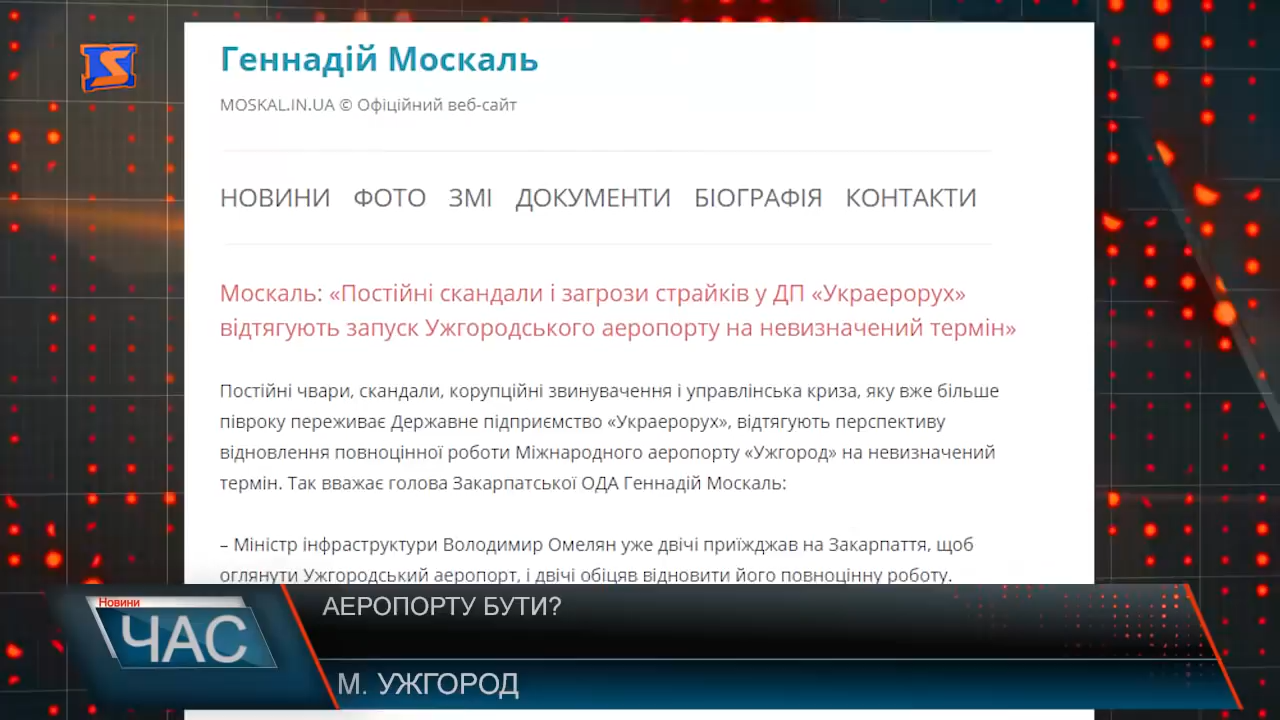 Геннадій Москаль
MOSKAL.IN.UA © Офіційний веб-сайт
НОВИНИ ФОТО ЗМІ ДОКУМЕНТИ БІОГРАФІЯ КОНТАКТИ
Москаль: «Постійні скандали і загрози страйків у ДП «Украерорух»
відтягують запуск Ужгородського аеропорту на невизначений термін»
Постійні чвари, скандали, корупційні звинувачення і управлінська криза, яку вже більше
півроку переживає Державне підприємство «Украерорух», відтягують перспективу
відновлення повноцінної роботи Міжнародного аеропорту «Ужгород» на невизначений
термін. Так вважає голова Закарпатської ОДА Геннадій Москаль:
– Міністр інфраструктури Володимир Омелян уже двічі приїжджав на Закарпаття, щоб
оглянути Ужгородський аеропорт, і двічі обіцяв відновити його повноцінну роботу.
Новини
ЧАС
АЕРОПОРТУ БУТИ?
М. УЖГОРОД